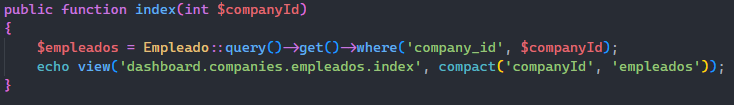 public function index(int $companyId)
{
    $empleados = Empleado::query()->get()->where('company_id', $companyId);
    echo view('dashboard.companies.empleados.index', compact('companyId', 'empleados'));
}